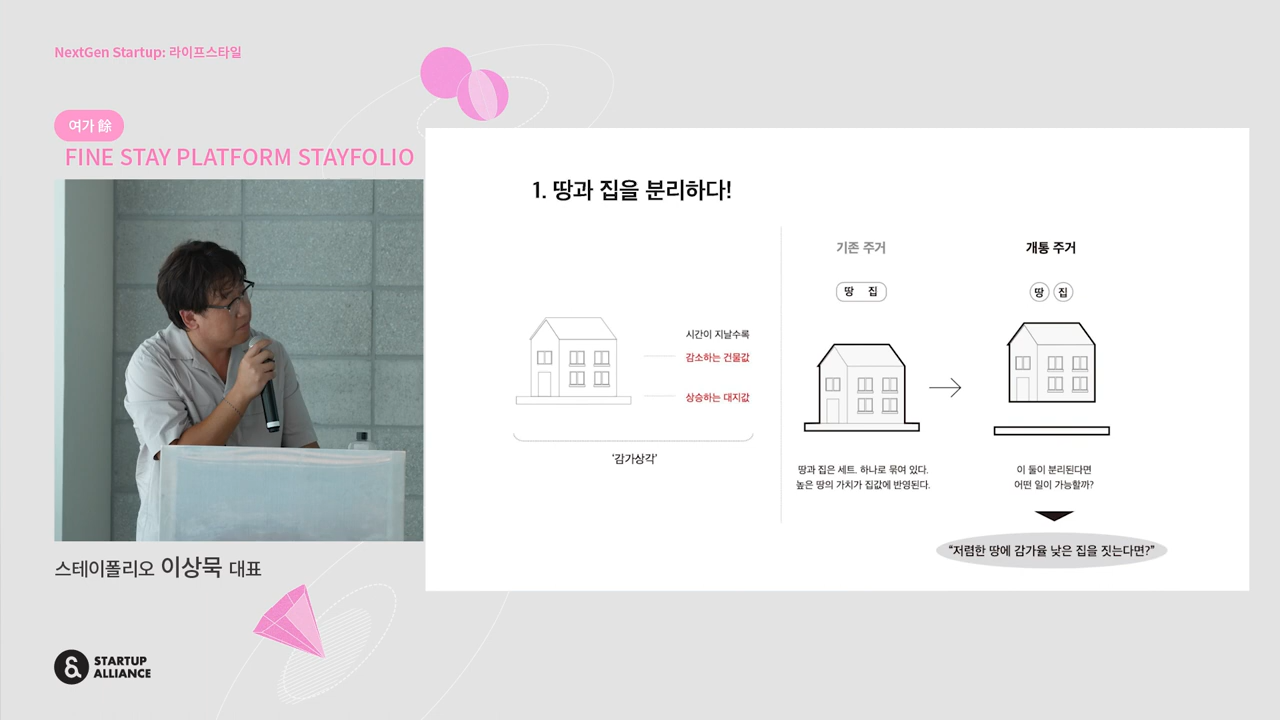 NextGen Startup: 라이프스타일
여가 餘
FINE STAY PLATFORM STAYFOLIO
1. 땅과 집을 분리하다!
시간이 지날수록
감소하는 건물값
상승하는 대지값
‘감가상각’
기존 주거
땅 집
땅과 집은 세트. 하나로 묶여 있다.
높은 땅의 가치가 집값에 반영된다.
개통 주거
땅 집
이 둘이 분리된다면
어떤 일이 가능할까?
“저렴한 땅에 감가율 낮은 집을 짓는다면?”
스테이폴리오 이상묵 대표
STARTUP
ALLIANCE